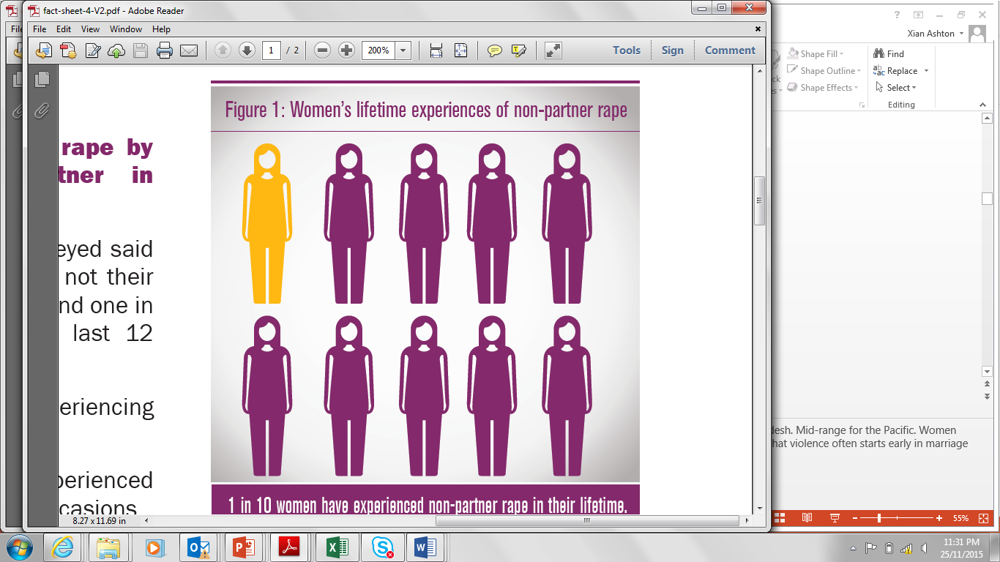 fact-sheet-4-V2.pdf - Adobe Reader
File Edit View Window Help
1 / 2
200%
Tools Sign Comment
Xian Ashton
Shape Fill
Shape Outline
Shape Effects
Find
Replace
Select
Editing
rape by
tner in
eyed said
not their
nd one in
last 12
eriencing
perienced
casions
Figure 1: Women's lifetime experiences of non-partner rape
1 in 10 women have experienced non-partner rape in their lifetime.
8.27 x 11.69 in
desh. Mid-range for the Pacific. Women
hat violence often starts early in marriage
55%
11:31 PM
25/11/2015